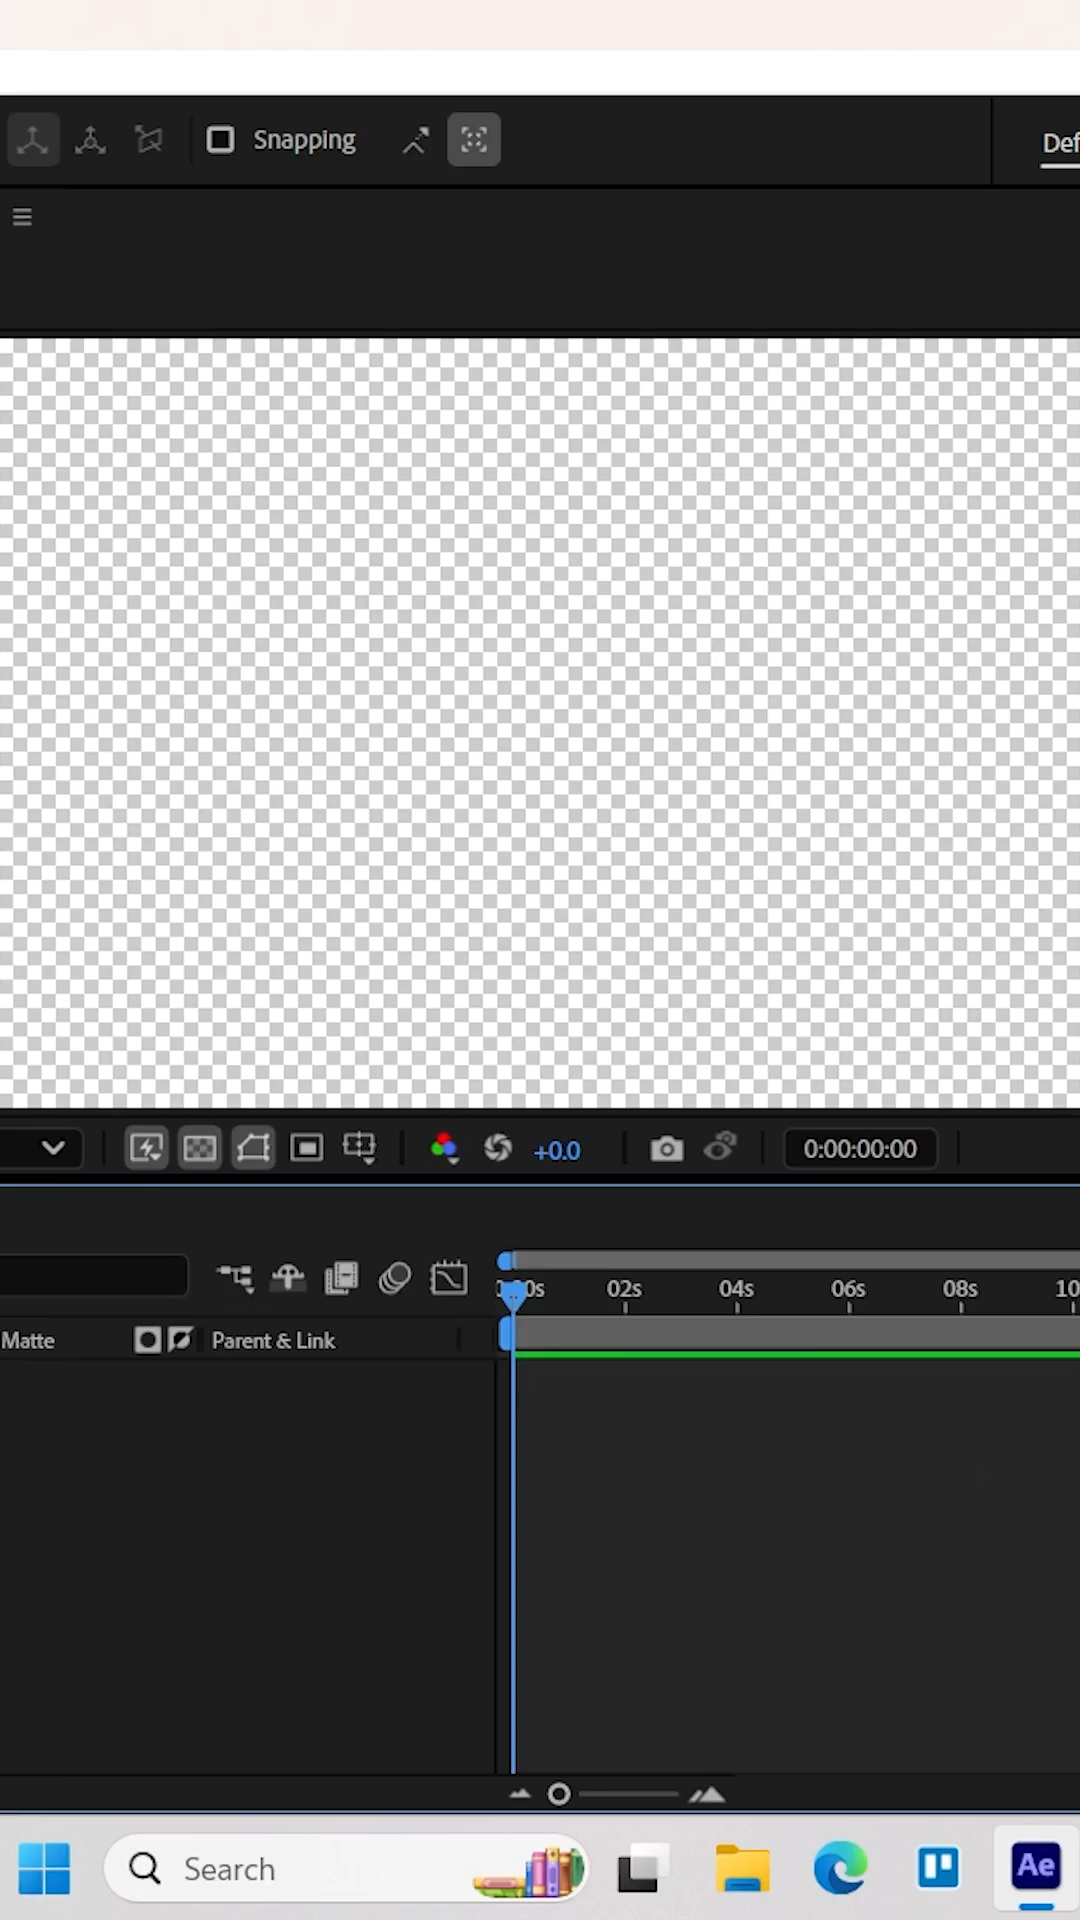 Snapping
Def
+0.0
0:00:00:00
02s
04s
06s
08s
10
Matte
Parent & Link
Search
Ae